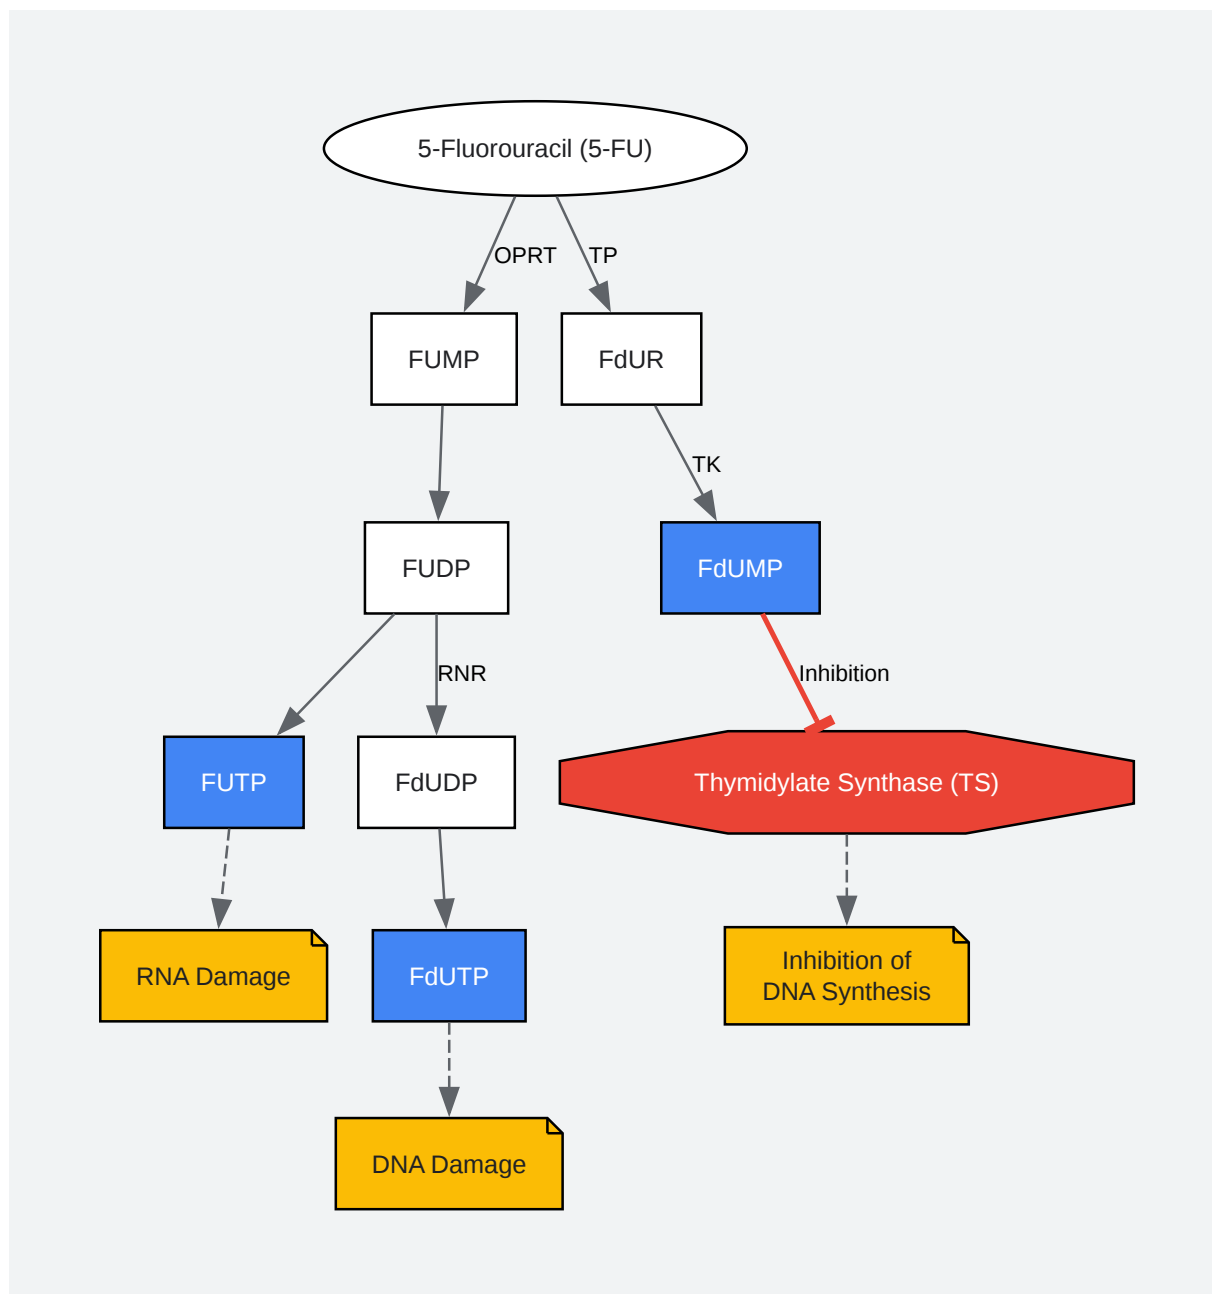 5-Fluorouracil (5-FU)
OPRT
TP
FUMP
FdUR
TK
FUDP
FdUMP
RNR
Inhibition
FUTP
FdUDP
Thymidylate Synthase (TS)
RNA Damage
FdUTP
Inhibition of
DNA Synthesis
DNA Damage